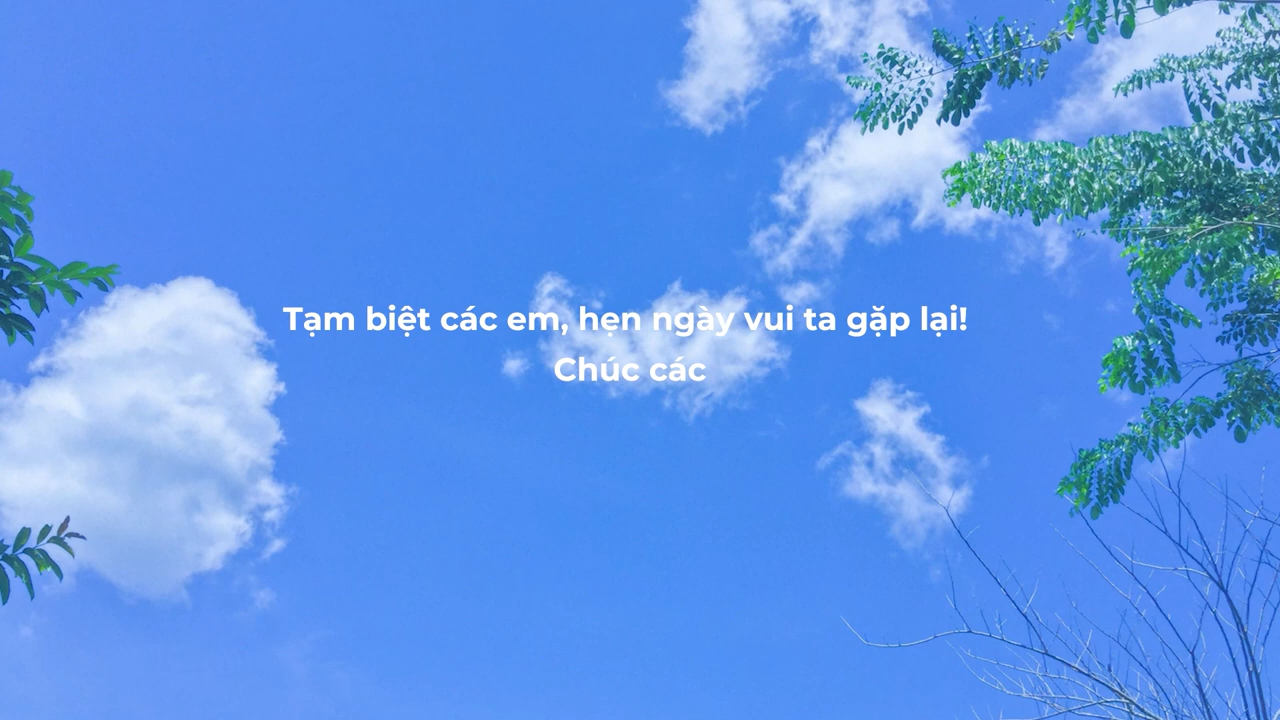 Tạm biệt các em, hẹn ngày vui ta gặp lại!
Chúc các